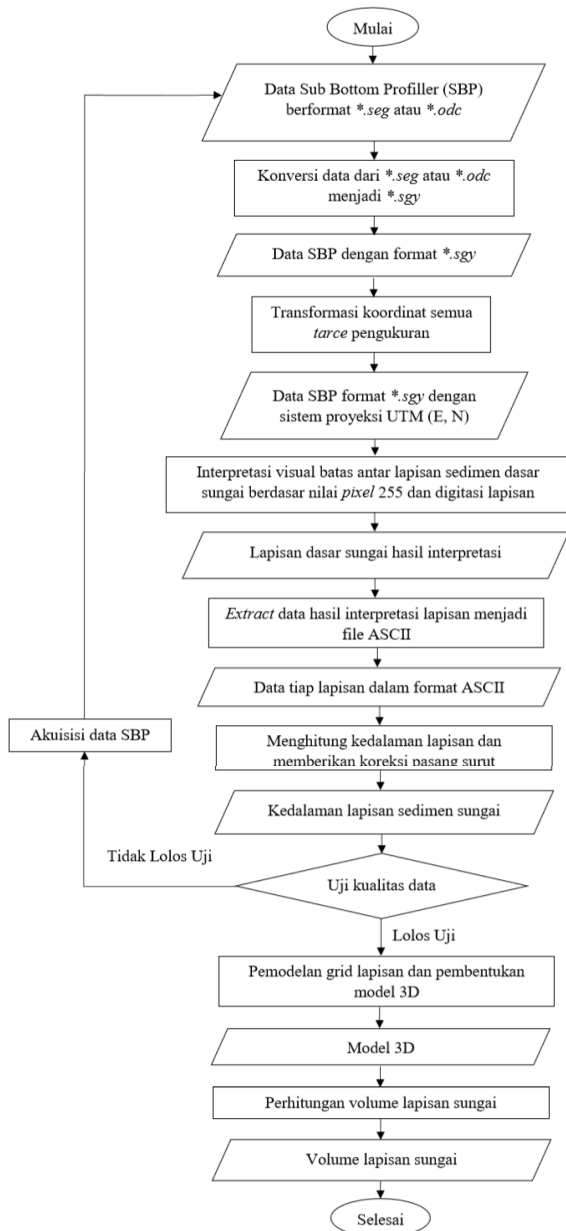 Mulai
Data Sub Bottom Profiller (SBP)
berformat *.seg atau *.odc
Konversi data dari *.seg atau *.odc
menjadi *.sgy
Data SBP dengan format *.sgy
Transformasi koordinat semua
tarce pengukuran
Data SBP format *.sgy dengan
sistem proyeksi UTM (E, N)
Interpretasi visual batas antar lapisan sedimen dasar
sungai berdasar nilai pixel 255 dan digitasi lapisan
Lapisan dasar sungai hasil interpretasi
Extract data hasil interpretasi lapisan menjadi
file ASCII
Data tiap lapisan dalam format ASCII
Akuisisi data SBP
Menghitung kedalaman lapisan dan
memberikan koreksi pasang surut
Kedalaman lapisan sedimen sungai
Tidak Lolos Uji
Uji kualitas data
Lolos Uji
Pemodelan grid lapisan dan pembentukan
model 3D
Model 3D
Perhitungan volume lapisan sungai
Volume lapisan sungai
Selesai